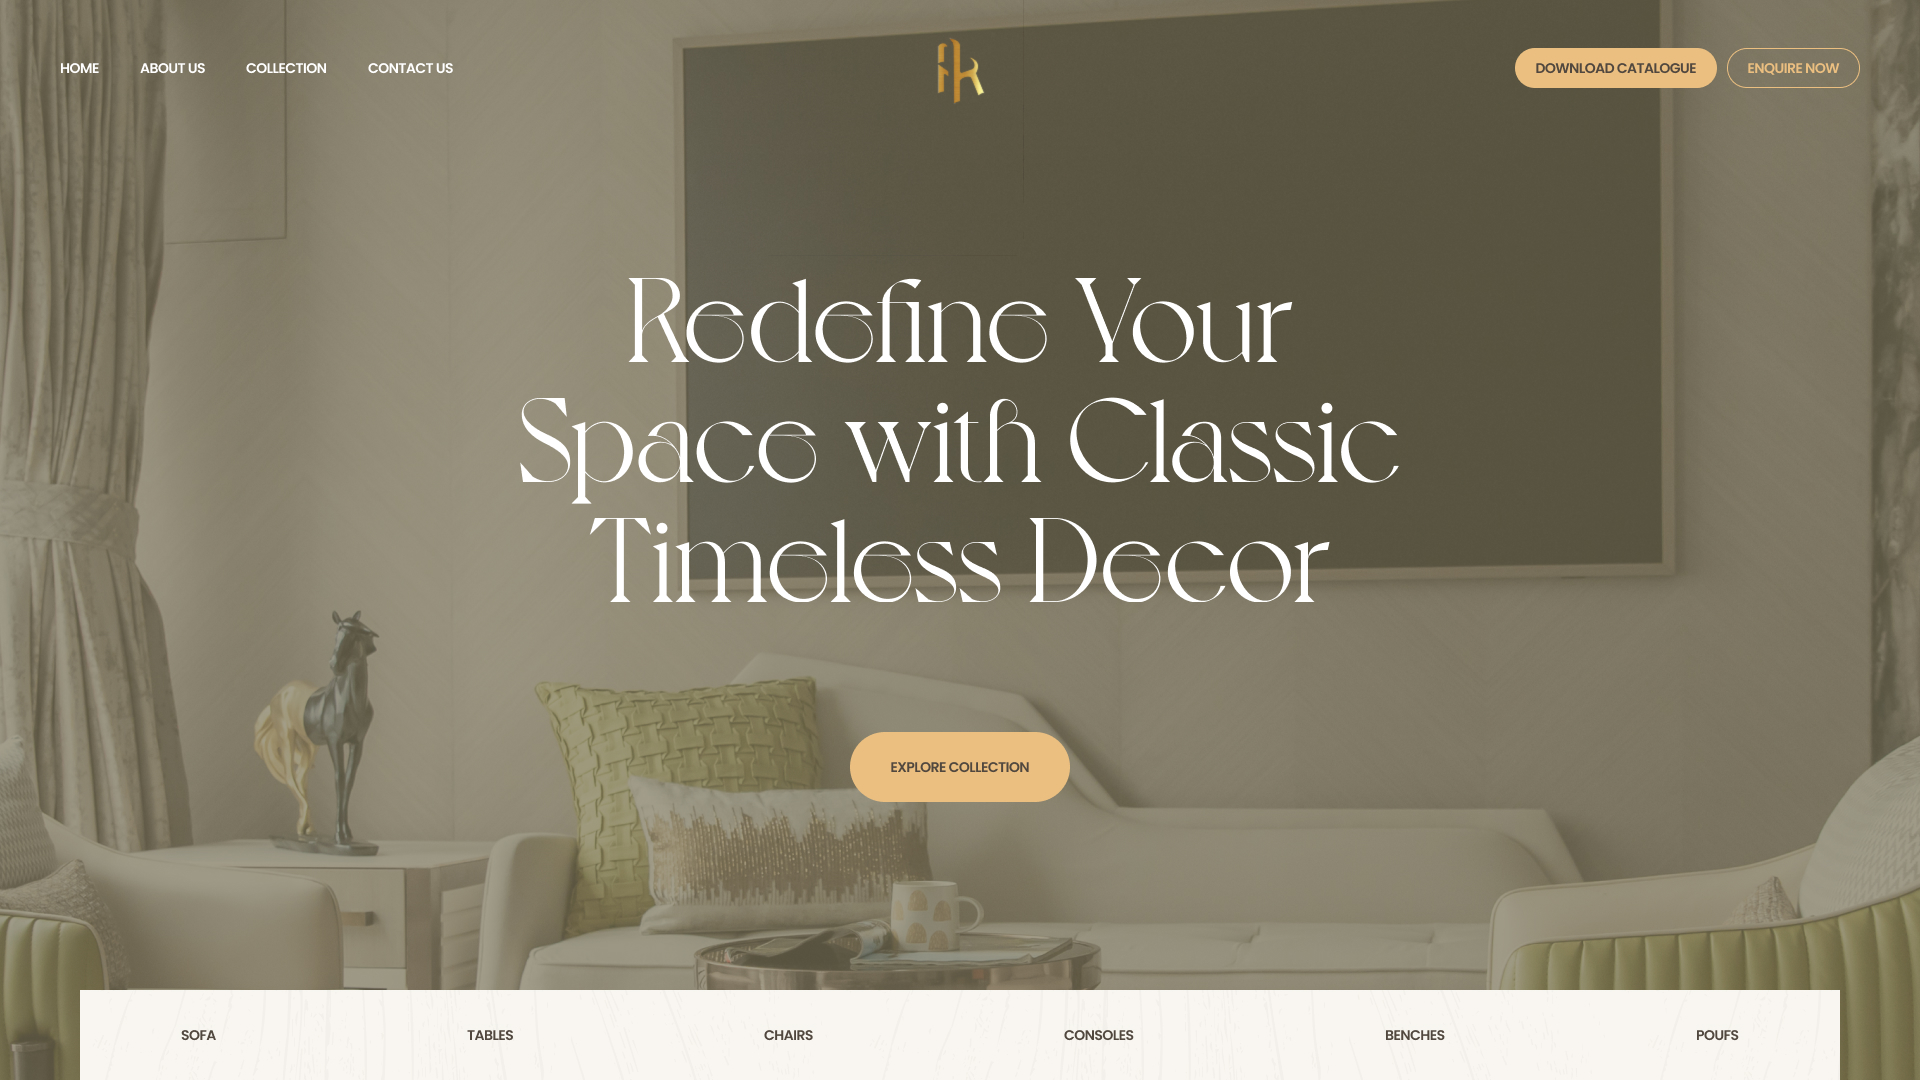 HOME
ABOUT US
COLLECTION
CONTACT US
DOWNLOAD CATALOGUE
ENQUIRE NOW
Redefine Your
Space with Classic
Timeless Decor
EXPLORE COLLECTION
SOFA
TABLES
CHAIRS
CONSOLES
BENCHES
POUFS